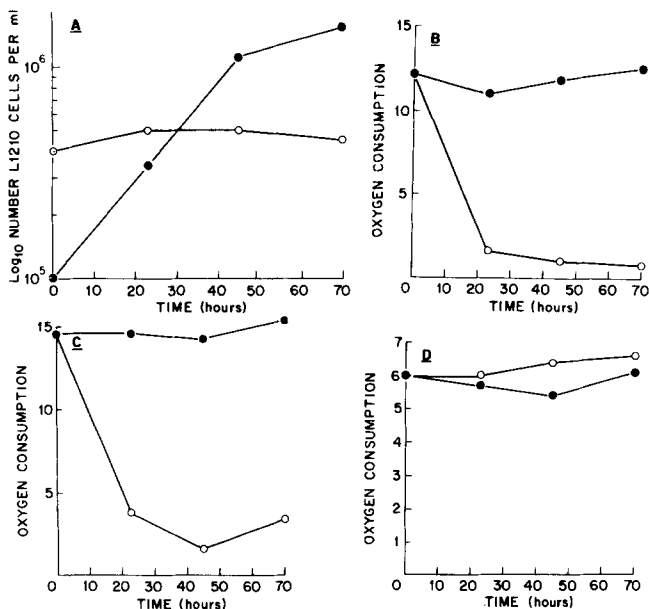 A
Log10 NUMBER L1210 CELLS PER ml
10^6
10^5
0 10 20 30 40 50 60 70
TIME (hours)
B
OXYGEN CONSUMPTION
15
10
5
0 10 20 30 40 50 60 70
TIME (hours)
C
OXYGEN CONSUMPTION
15
10
5
0 10 20 30 40 50 60 70
TIME (hours)
D
OXYGEN CONSUMPTION
7
6
5
4
3
2
1
0 10 20 30 40 50 60 70
TIME (hours)